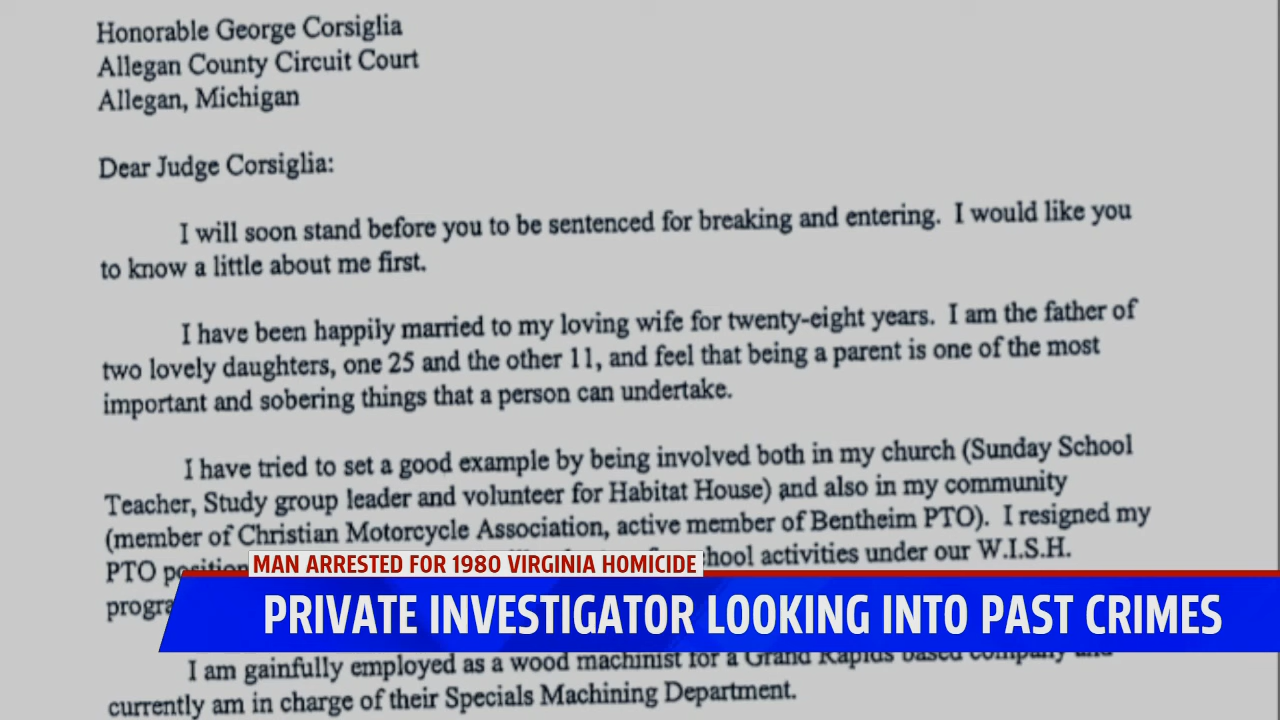 Honorable George Corsiglia
Allegan County Circuit Court
Allegan, Michigan
Dear Judge Corsiglia:
I will soon stand before you to be sentenced for breaking and entering. I would like you
to know a little about me first.
I have been happily married to my loving wife for twenty-eight years. I am the father of
two lovely daughters, one 25 and the other 11, and feel that being a parent is one of the most
important and sobering things that a person can undertake.
I have tried to set a good example by being involved both in my church (Sunday School
Teacher, Study group leader and volunteer for Habitat House) and also in my community
(member of Christian Motorcycle Association, active member of Bentheim PTO). I resigned my
PTO activities under our W.I.S.H.
MAN ARRESTED FOR 1980 VIRGINIA HOMICIDE
PRIVATE INVESTIGATOR LOOKING INTO PAST CRIMES
I am gainfully employed as a wood machinist for a Grand Rapids based company and
currently am in charge of their Specials Machining Department.